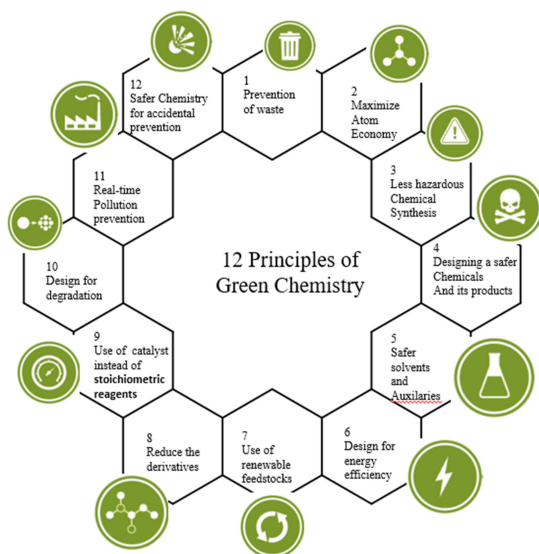 12 Principles of
Green Chemistry
1
Prevention
of waste
2
Maximize
Atom
Economy
3
Less hazardous
Chemical
Synthesis
4
Designing a safer
Chemicals
And its products
5
Safer
solvents
and
Auxilaries
6
Design for
energy
efficiency
7
Use of
renewable
feedstocks
8
Reduce the
derivatives
9
Use of catalyst
instead of
stoichiometric
reagents
10
Design for
degradation
11
Real-time
Pollution
prevention
12
Safer Chemistry
for accidental
prevention